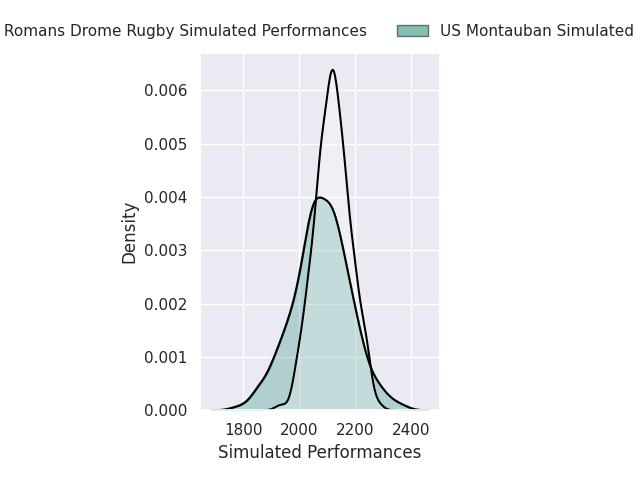 Romans Drome Rugby Simulated Performances
US Montauban Simulated
0.006
0.005
0.004
0.003
0.002
0.001
0.000
Density
1800 2000 2200 2400
Simulated Performances